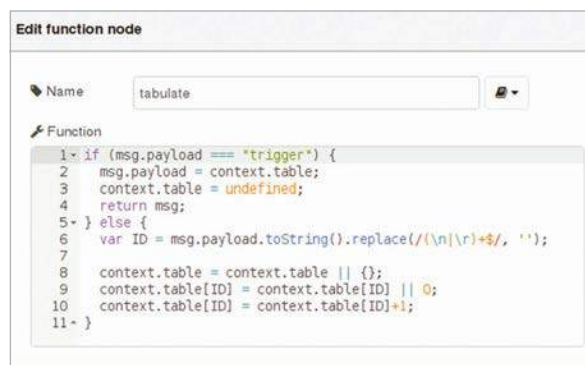 Edit function node
Name
tabulate
Function
1 if (msg.payload === "trigger") {
2 msg.payload = context.table;
3 context.table = undefined;
4 return msg;
5 } else {
6 var ID = msg.payload.toString().replace(/(\n|\r)+$/, '');
7
8 context.table = context.table || {};
9 context.table[ID] = context.table[ID] || 0;
10 context.table[ID] = context.table[ID]+1;
11 }